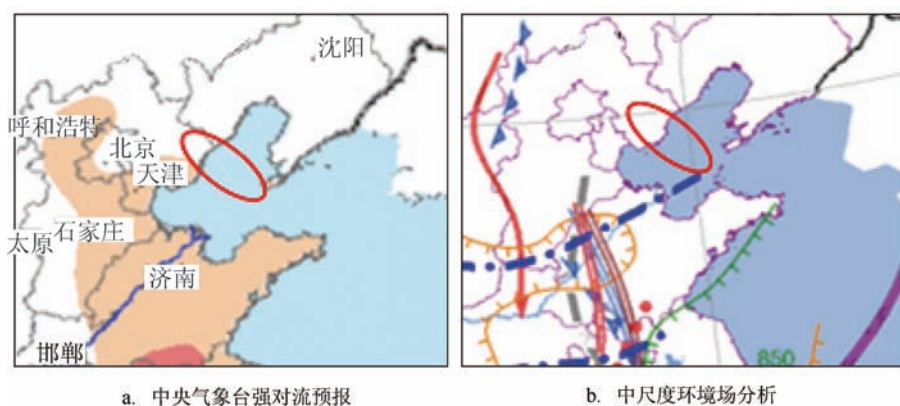 沈阳
呼和浩特
北京
天津
太原
石家庄
济南
邯郸
850
a. 中央气象台强对流预报
b. 中尺度环境场分析